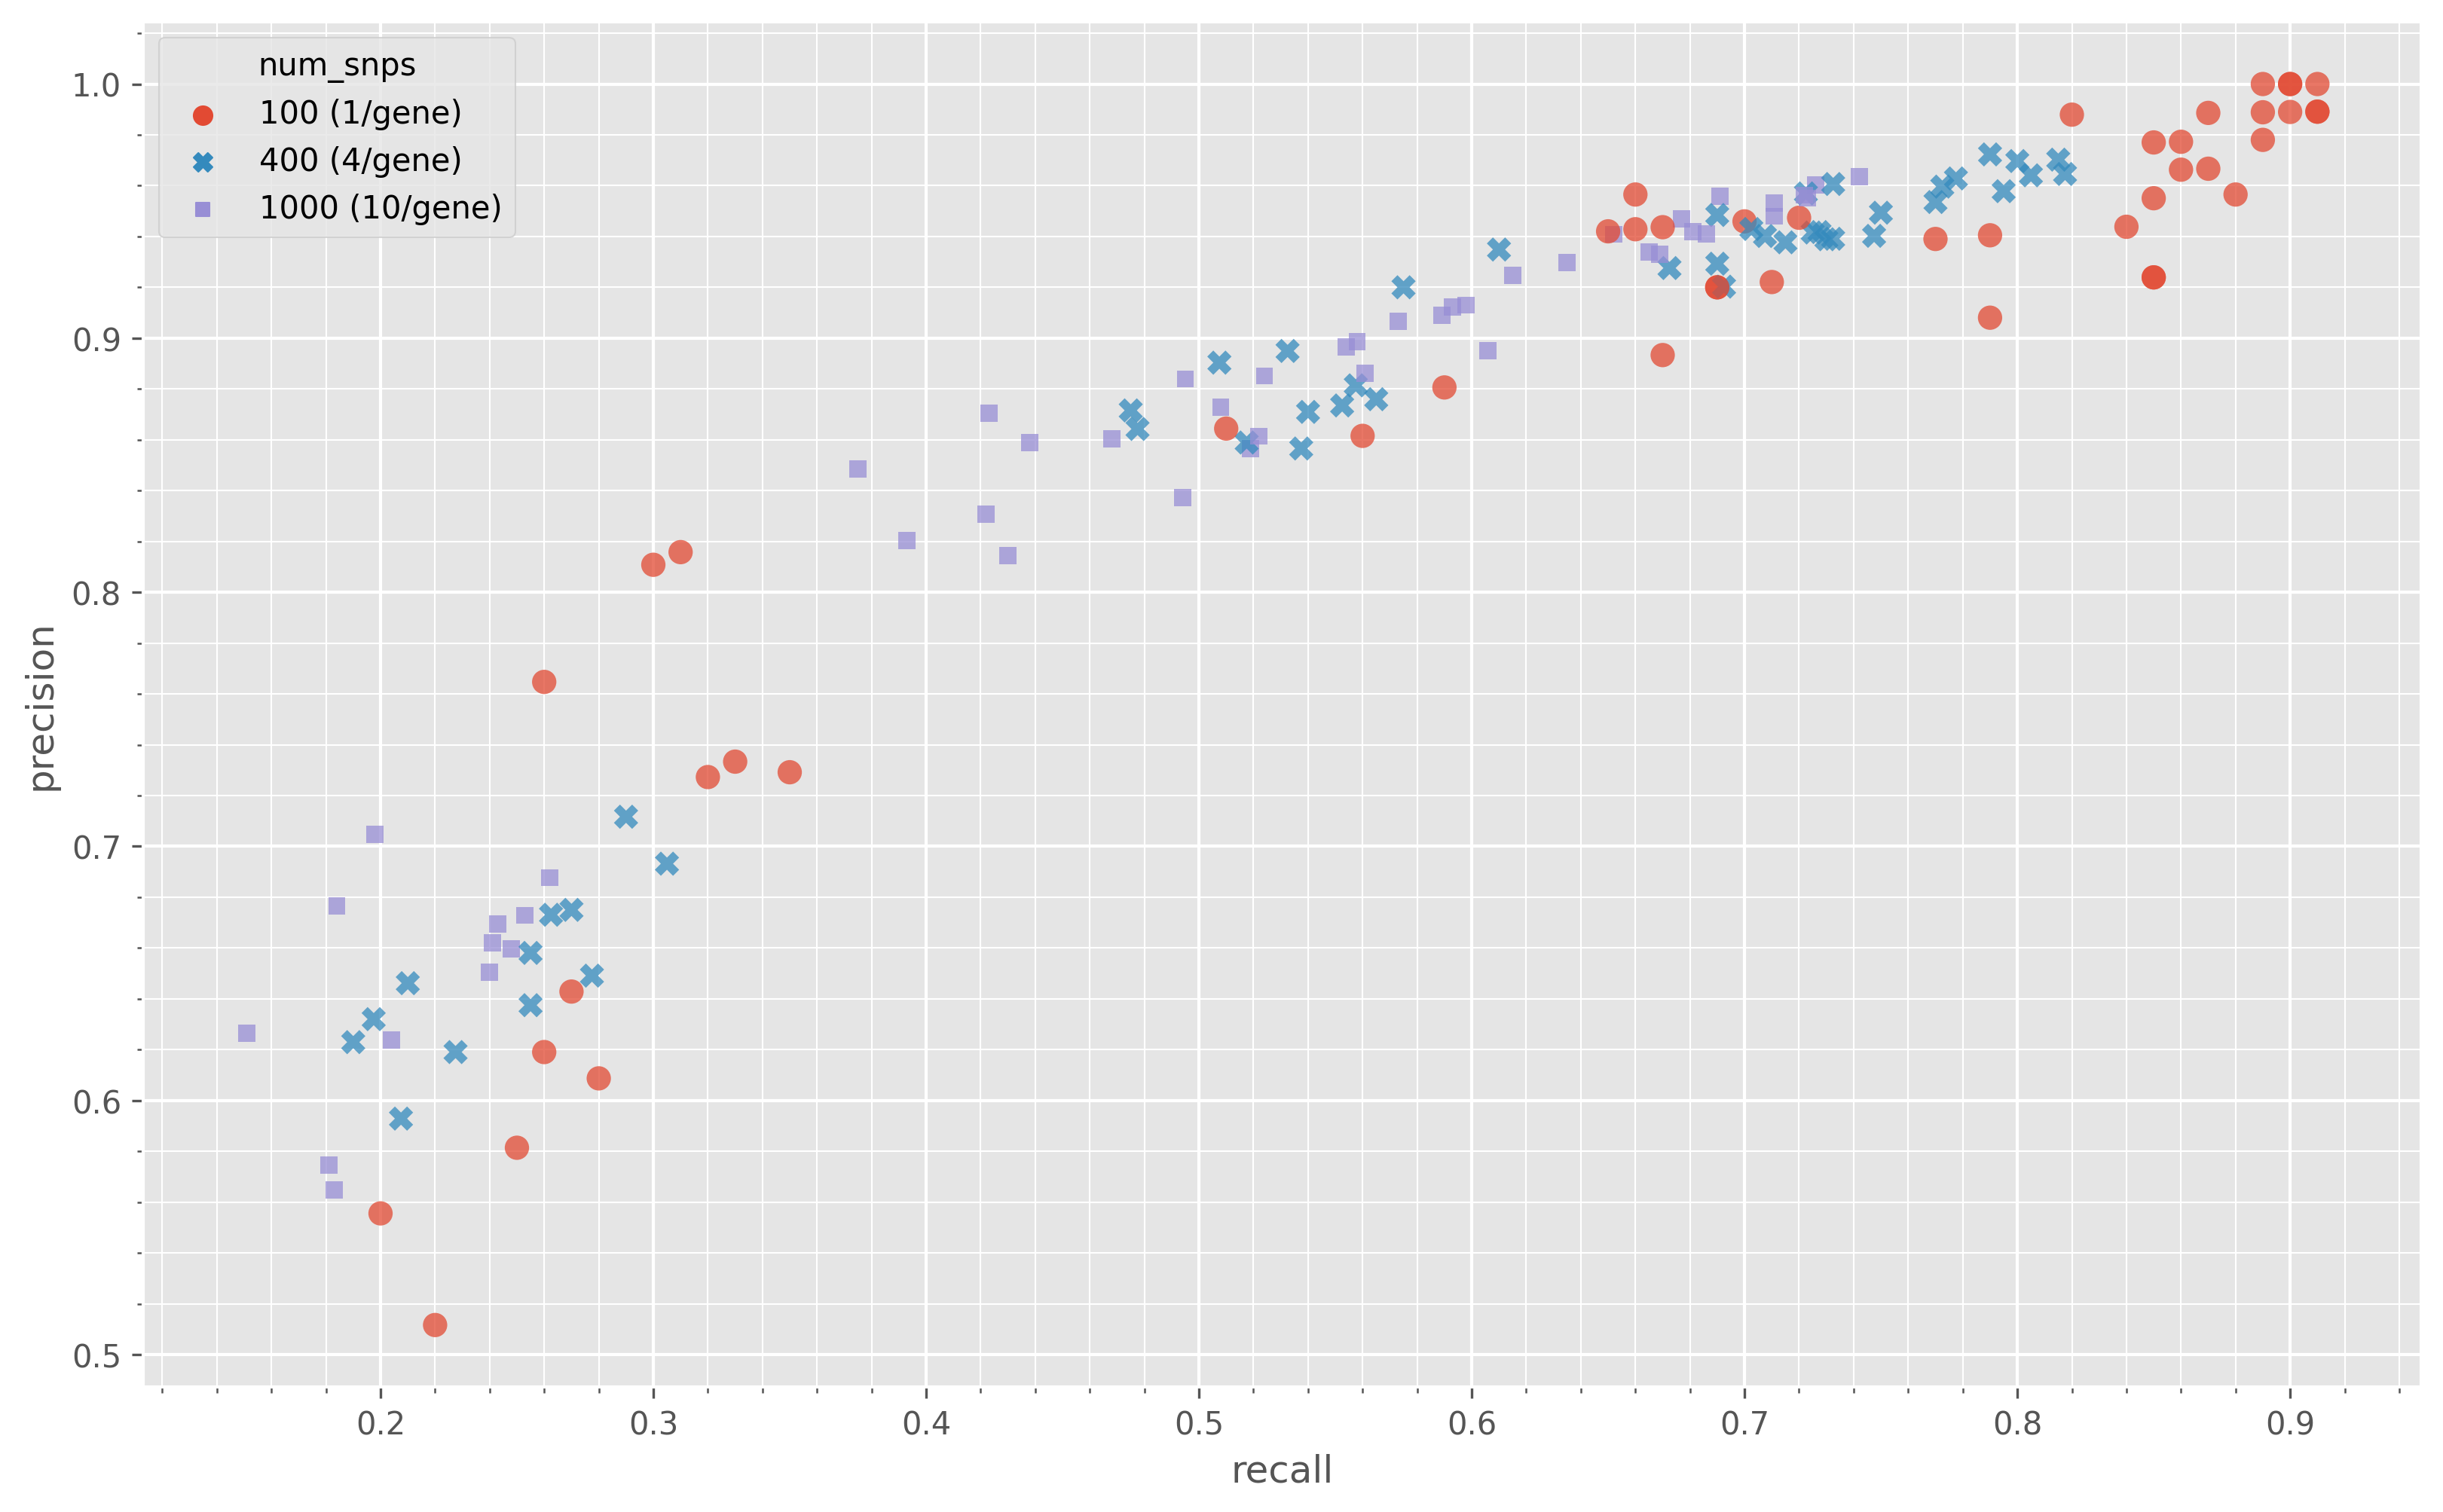 num_snps
100 (1/gene)
400 (4/gene)
1000 (10/gene)
1.0
0.9
0.8
0.7
0.6
0.5
precision
0.2 0.3 0.4 0.5 0.6 0.7 0.8 0.9
recall